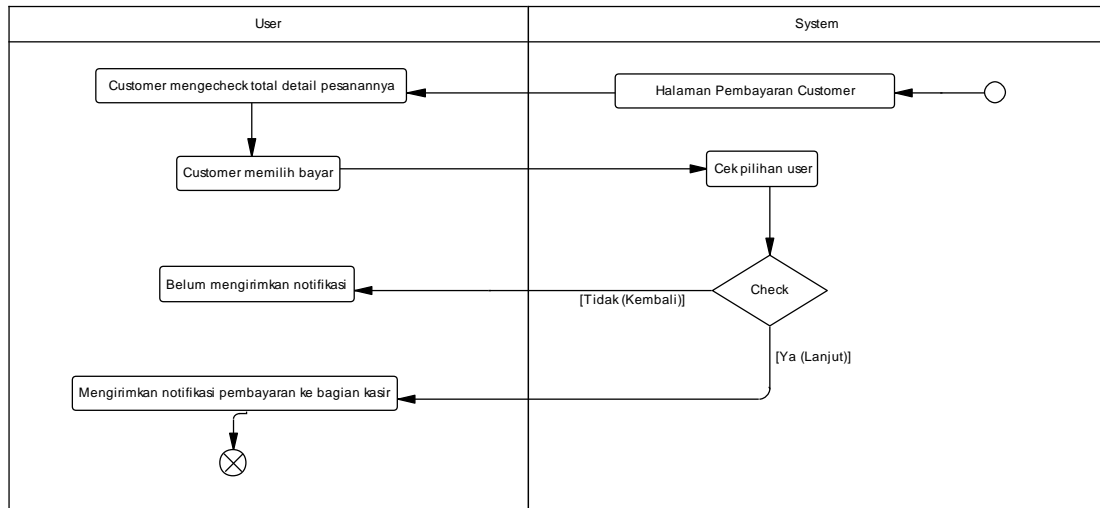 User
System
Customer mengecheck total detail pesanannya
Halaman Pembayaran Customer
Customer memilih bayar
Cek pilihan user
Belum mengirimkan notifikasi
Check
[Tidak (Kembali)]
[Ya (Lanjut)]
Mengirimkan notifikasi pembayaran ke bagian kasir